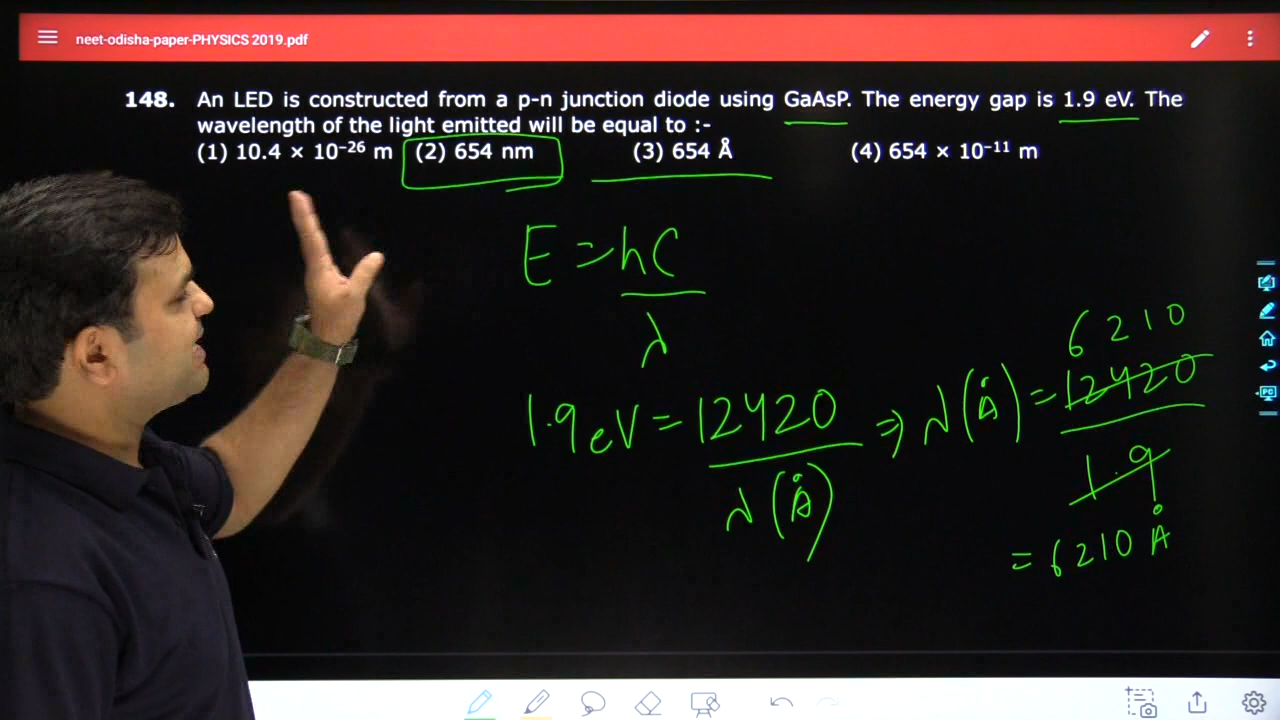 neet-odisha-paper-PHYSICS 2019.pdf
148. An LED is constructed from a p-n junction diode using GaAsP. The energy gap is 1.9 eV. The
wavelength of the light emitted will be equal to :-
(1) 10.4 × 10⁻²⁶ m (2) 654 nm (3) 654 Å (4) 654 × 10⁻¹¹ m
E = hC
λ
6210
1.9 eV = 12420 ⇒ λ(Å) = 12420
λ(Å) 1.9
= 6210 Å
PC